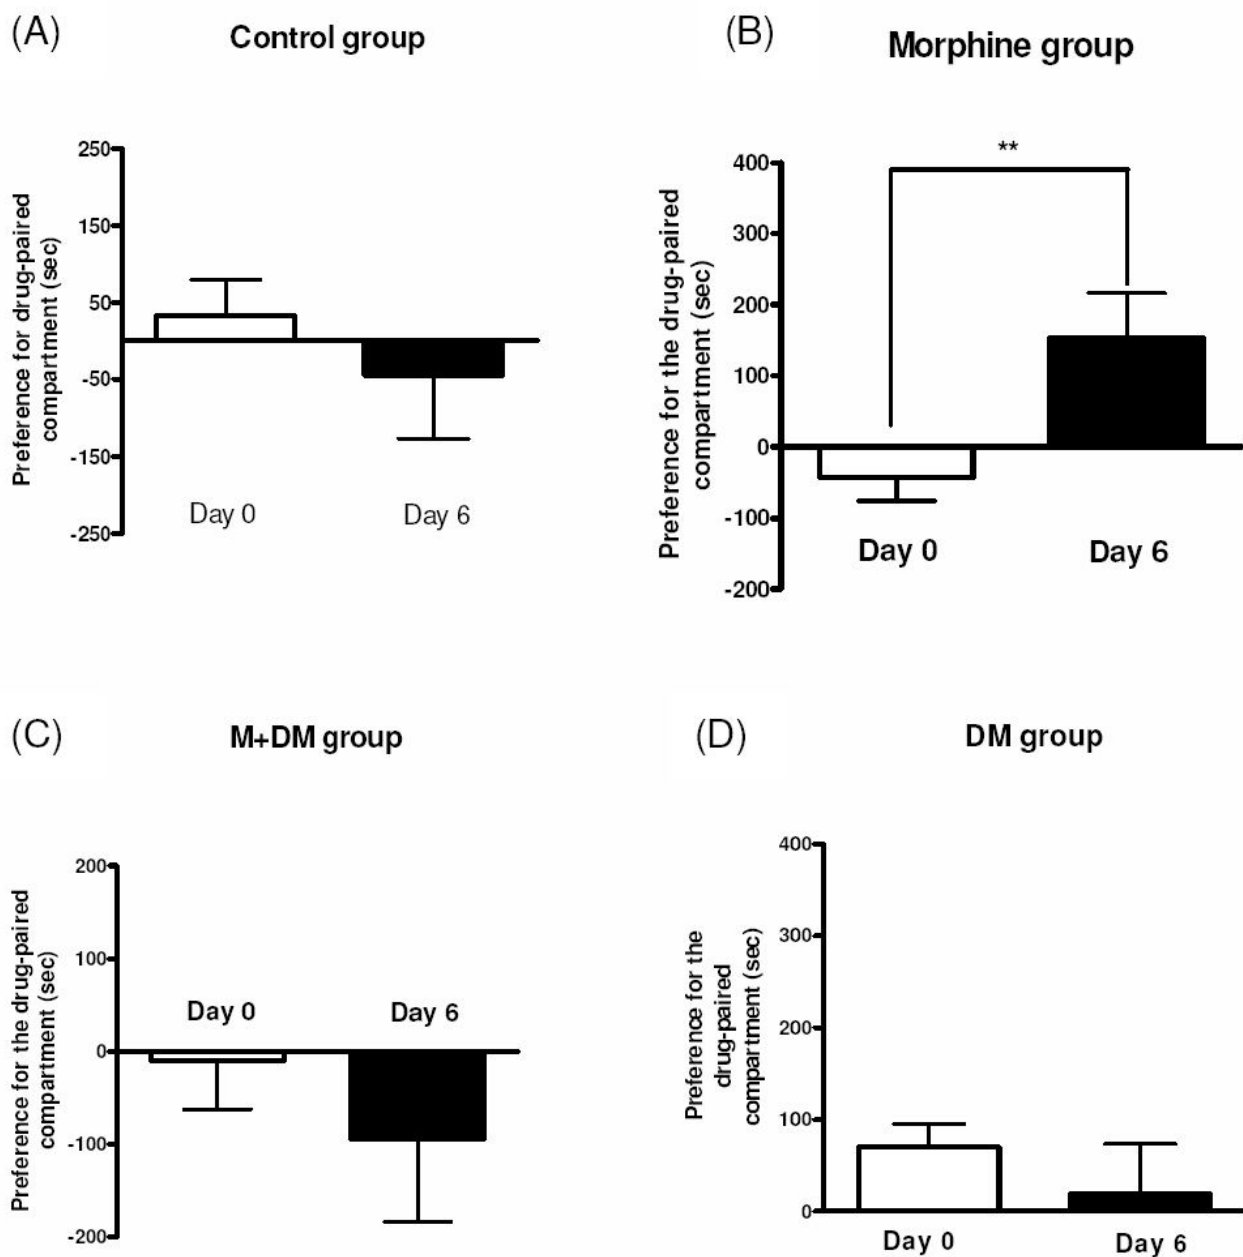 (A)
Control group
Preference for drug-paired
compartment (sec)
250
150
50
-50
-150
-250
Day 0
Day 6
(B)
Morphine group
Preference for the drug-paired
compartment (sec)
**
400
300
200
100
0
-100
-200
Day 0
Day 6
(C)
M+DM group
Preference for the drug-paired
compartment (sec)
200
100
0
-100
-200
Day 0
Day 6
(D)
DM group
Preference for the
drug-paired
compartment (sec)
400
300
200
100
0
Day 0
Day 6